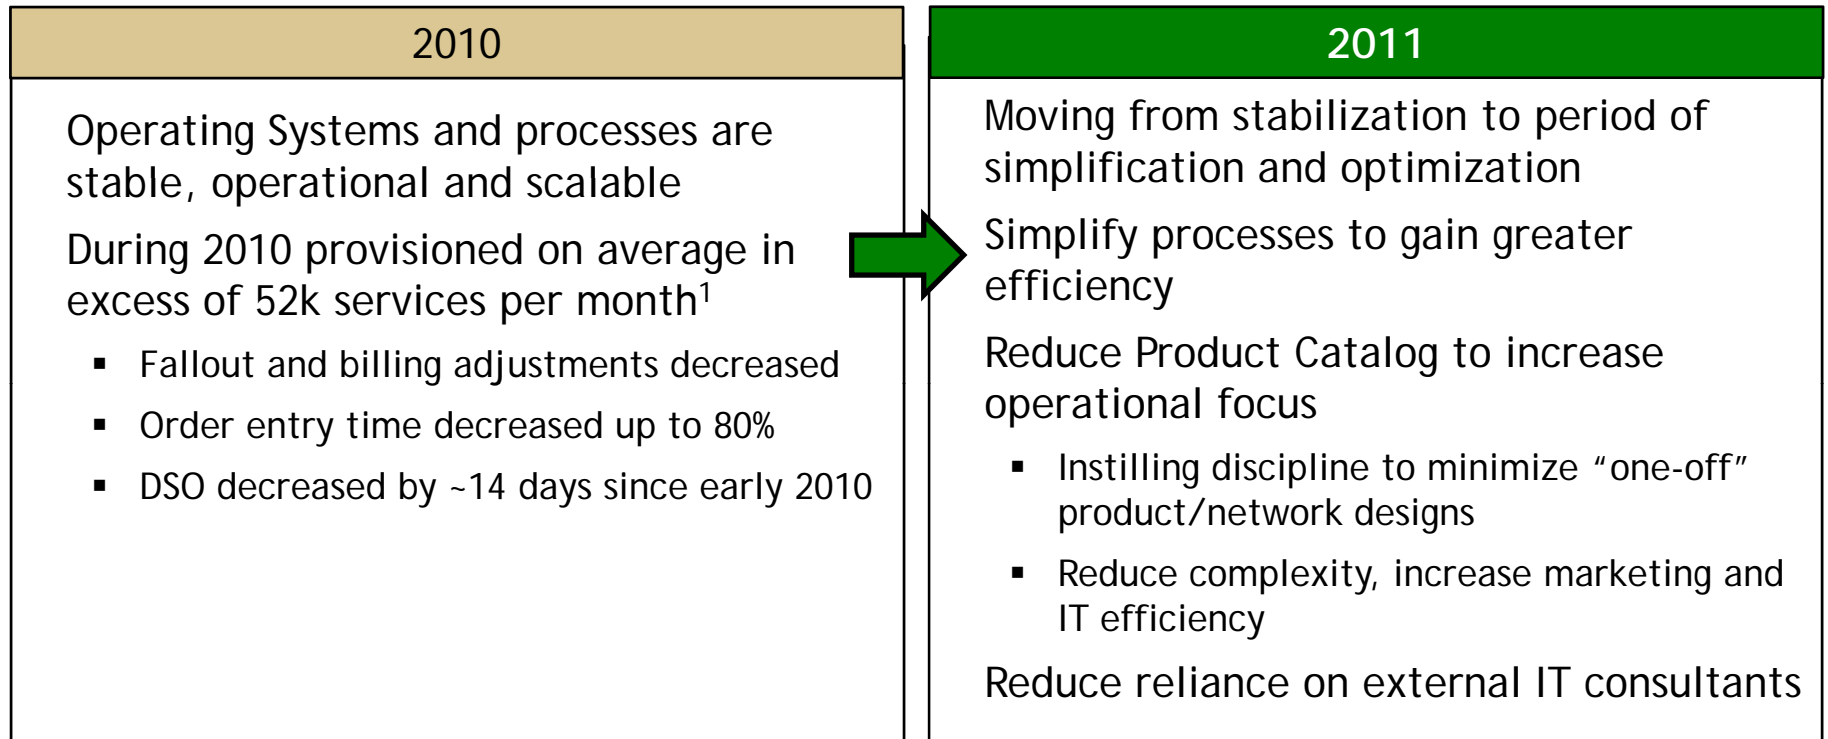 2010
Operating Systems and processes are
stable, operational and scalable
During 2010 provisioned on average in
excess of 52k services per month¹
▪ Fallout and billing adjustments decreased
▪ Order entry time decreased up to 80%
▪ DSO decreased by ~14 days since early 2010
2011
Moving from stabilization to period of
simplification and optimization
Simplify processes to gain greater
efficiency
Reduce Product Catalog to increase
operational focus
▪ Instilling discipline to minimize “one-off”
product/network designs
▪ Reduce complexity, increase marketing and
IT efficiency
Reduce reliance on external IT consultants